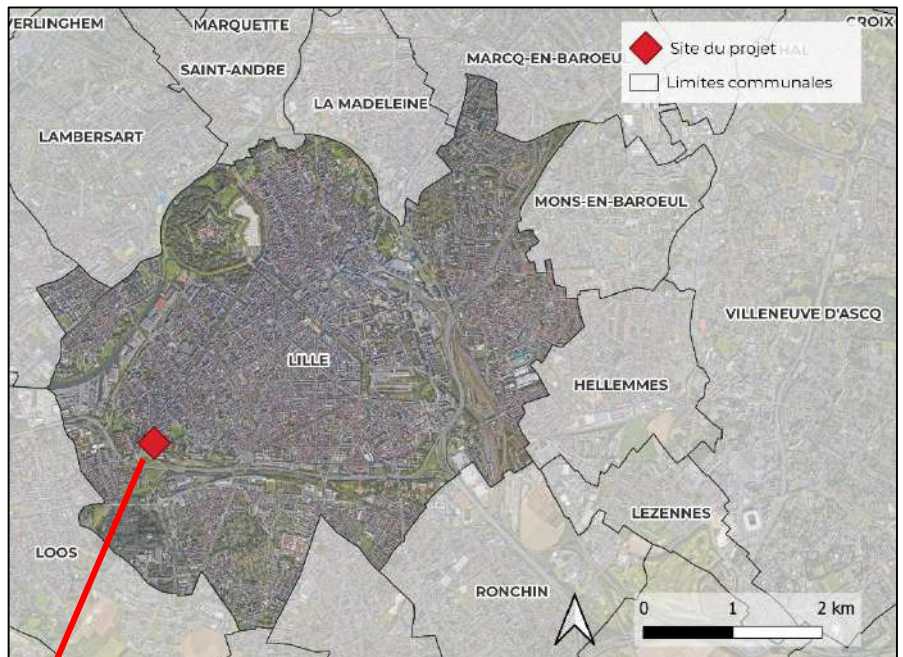 VERLINGHEM
MARQUETTE
CROIX
Site du projet
Limites communales
SAINT-ANDRE
MARCQ-EN-BAROEUL
LA MADELEINE
LAMBERSART
MONS-EN-BAROEUL
VILLENEUVE D'ASCQ
LILLE
HELLEMMES
LEZENNES
LOOS
RONCHIN
0 1 2 km